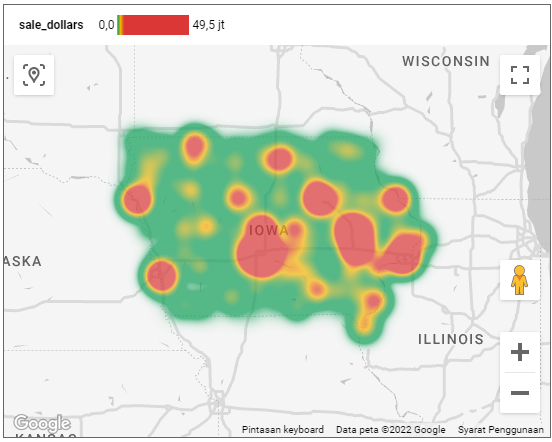 sale_dollars 0,0 49,5 jt
WISCONSIN
IOWA
ASKA
ILLINOIS
KANSAS
Google
Pintasan keyboard Data peta ©2022 Google Syarat Penggunaan